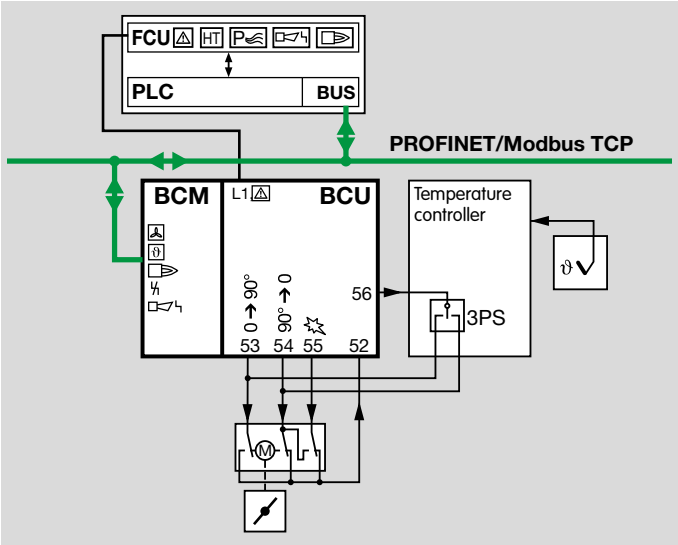 FCU HT P
PLC BUS
PROFINET/Modbus TCP
BCM L1 BCU
Temperature
controller
ϑ
ϑ
0 → 90°
90° → 0
56
3PS
53 54 55 52
M